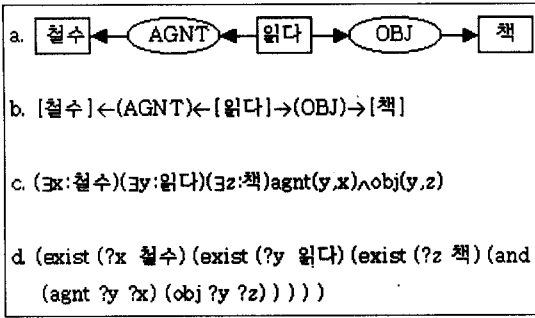 a. 철수 AGNT 읽다 OBJ 책
b. [철수]←(AGNT)←[읽다]→(OBJ)→[책]
c. (∃x:철수)(∃y:읽다)(∃z:책)agnt(y,x)∧obj(y,z)
d. (exist (?x 철수) (exist (?y 읽다) (exist (?z 책) (and
(agnt ?y ?x) (obj ?y ?z) ) ) ) )